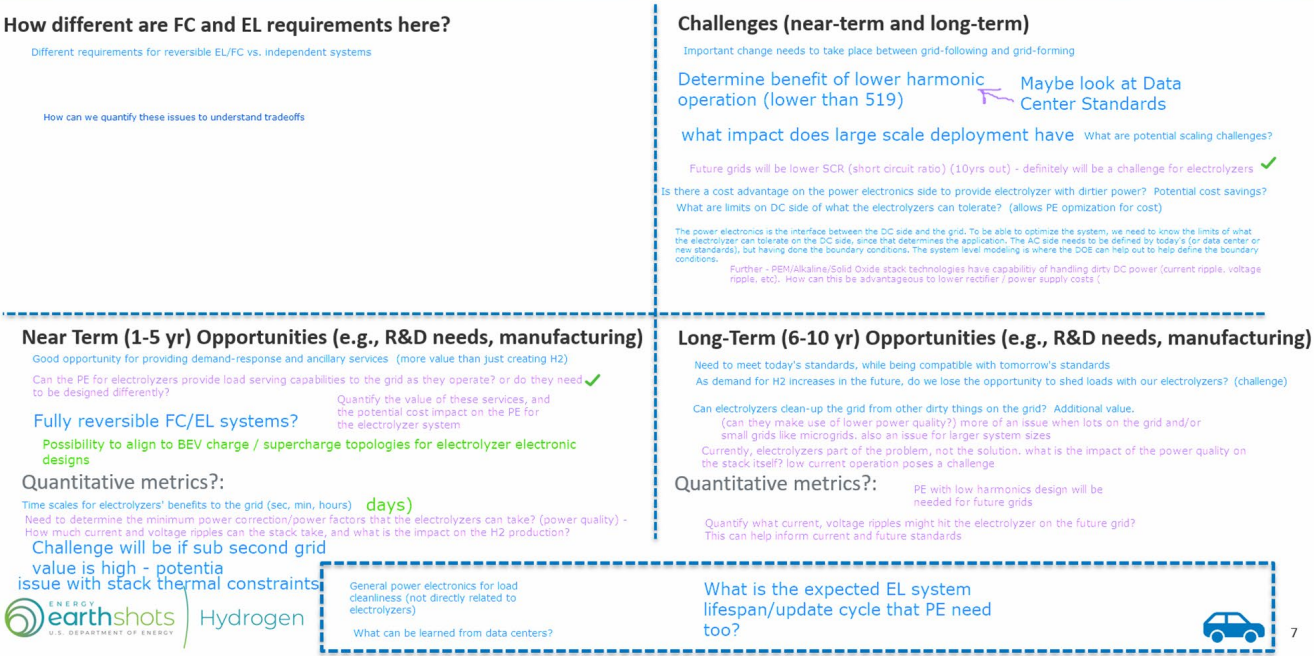 How different are FC and EL requirements here?
Different requirements for reversible EL/FC vs. independent systems
How can we quantify these issues to understand tradeoffs
Challenges (near-term and long-term)
Important change needs to take place between grid-following and grid-forming
Determine benefit of lower harmonic
operation (lower than 519)
Maybe look at Data
Center Standards
what impact does large scale deployment have
What are potential scaling challenges?
Future grids will be lower SCR (short circuit ratio) (10yrs out) - definitely will be a challenge for electrolyzers
Is there a cost advantage on the power electronics side to provide electrolyzer with dirtier power? Potential cost savings?
What are limits on DC side of what the electrolyzers can tolerate? (allows PE opmization for cost)
The power electronics is the interface between the DC side and the grid. To be able to optimize the system, we need to know the limits of what
the electrolyzer can tolerate on the DC side, since that determines the application. The AC side needs to be defined by today's (or data center or
new standards), but having done the boundary conditions. The system level modeling is where the DOE can help out to help define the boundary
conditions.
Further - PEM/Alkaline/Solid Oxide stack technologies have capabiltiy of handling dirty DC power (current ripple, voltage
ripple, etc). How can this be advantageous to lower rectifier / power supply costs (
Near Term (1-5 yr) Opportunities (e.g., R&D needs, manufacturing)
Good opportunity for providing demand-response and ancillary services (more value than just creating H2)
Can the PE for electrolyzers provide load serving capabilities to the grid as they operate? or do they need
to be designed differently?
Quantify the value of these services, and
the potential cost impact on the PE for
the electrolyzer system
Fully reversible FC/EL systems?
Possibility to align to BEV charge / supercharge topologies for electrolyzer electronic
designs
Quantitative metrics?:
Time scales for electrolyzers' benefits to the grid (sec, min, hours)
days)
Need to determine the minimum power correction/power factors that the electrolyzers can take? (power quality) -
How much current and voltage ripples can the stack take, and what is the impact on the H2 production?
Challenge will be if sub second grid
value is high - potentia
issue with stack thermal constraints
Long-Term (6-10 yr) Opportunities (e.g., R&D needs, manufacturing)
Need to meet today's standards, while being compatible with tomorrow's standards
As demand for H2 increases in the future, do we lose the opportunity to shed loads with our electrolyzers? (challenge)
Can electrolyzers clean-up the grid from other dirty things on the grid? Additional value.
(can they make use of lower power quality?) more of an issue when lots on the grid and/or
small grids like microgrids. also an issue for larger system sizes
Currently, electrolyzers part of the problem, not the solution. what is the impact of the power quality on
the stack itself? low current operation poses a challenge
Quantitative metrics?:
PE with low harmonics design will be
needed for future grids
Quantify what current, voltage ripples might hit the electrolyzer on the future grid?
This can help inform current and future standards
ENERGY
earthshots
U.S. DEPARTMENT OF ENERGY
Hydrogen
General power electronics for load
cleanliness (not directly related to
electrolyzers)
What can be learned from data centers?
What is the expected EL system
lifespan/update cycle that PE need
too?
7